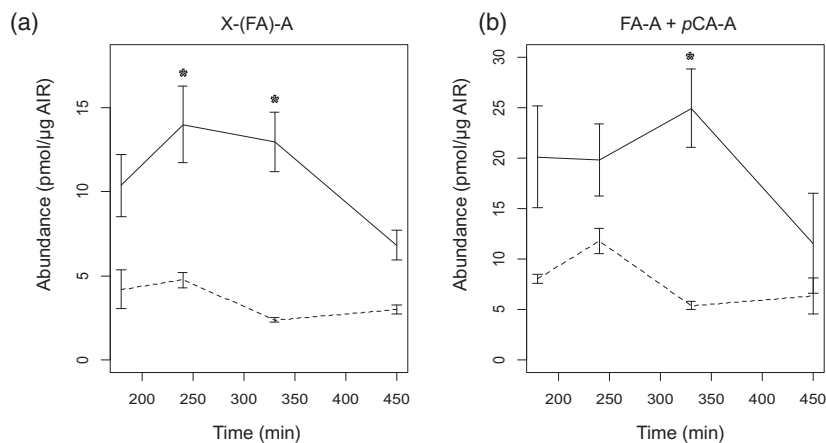 (a)
X-(FA)-A
*
*
Abundance (pmol/µg AIR)
15
10
5
0
200 250 300 350 400 450
Time (min)
(b)
FA-A + pCA-A
*
Abundance (pmol/µg AIR)
30
25
20
15
10
5
0
200 250 300 350 400 450
Time (min)